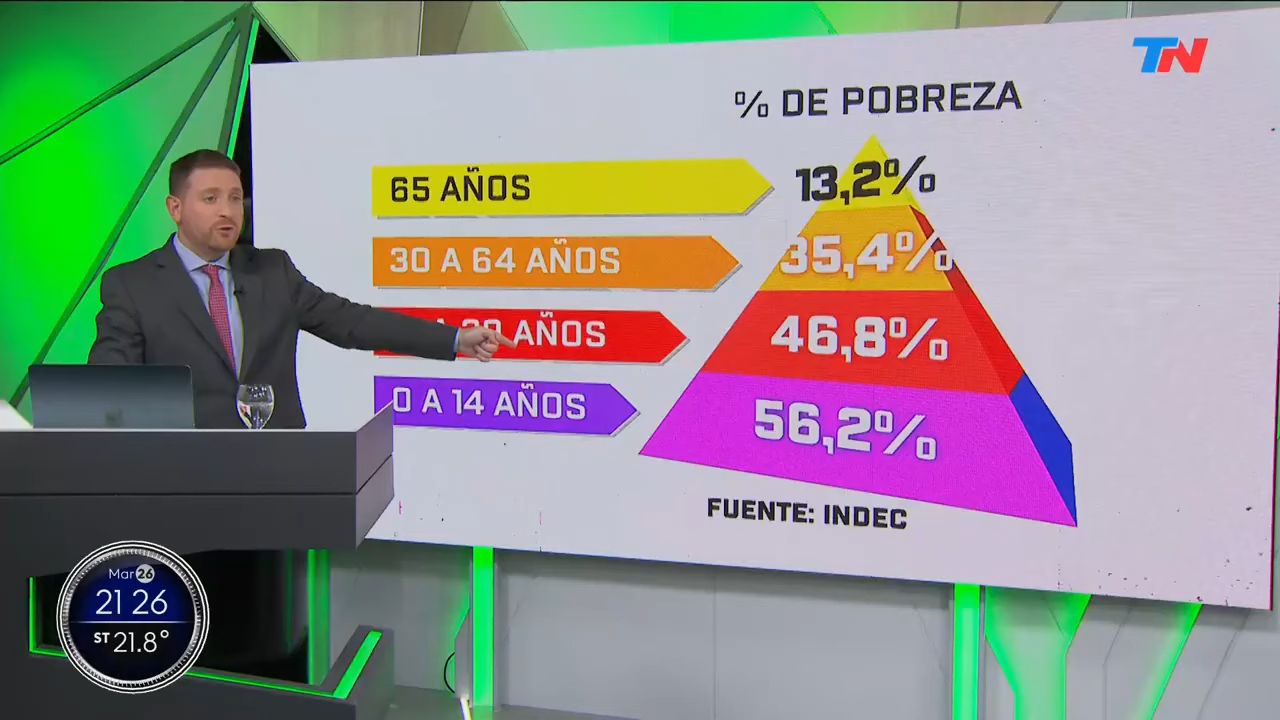 TN
% DE POBREZA
65 AÑOS
13,2%
30 A 64 AÑOS
35,4%
A AÑOS
46,8%
0 A 14 AÑOS
56,2%
FUENTE: INDEC
Mar 26
21 26
ST 21.8°